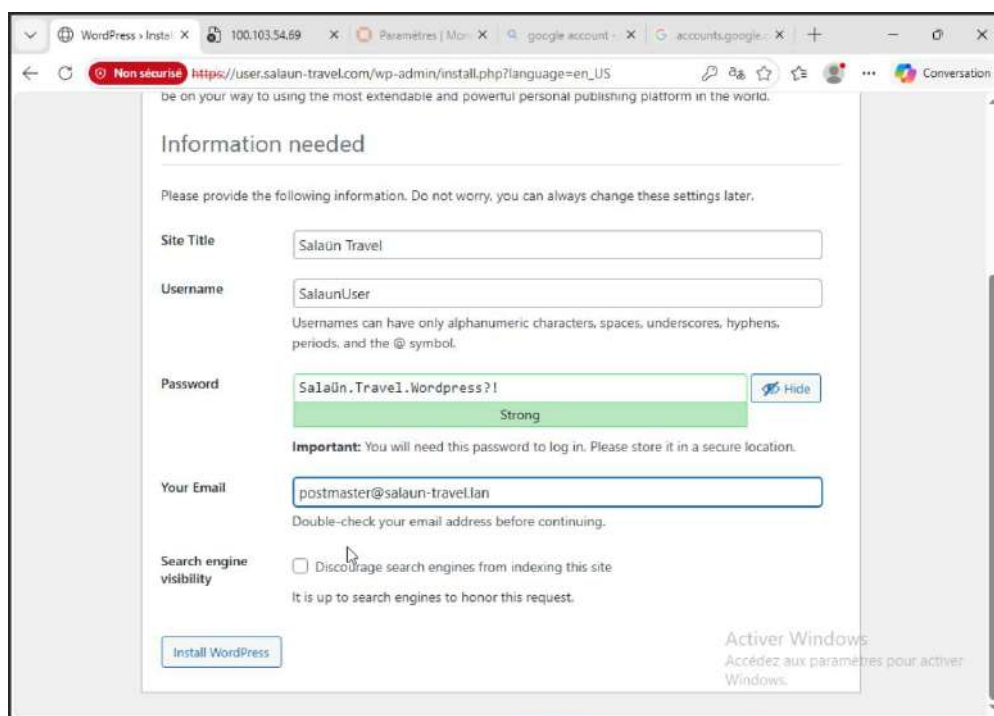 WordPress › Instal
100.103.54.69
Paramètres | Mon
google account -
accounts.google.
Non sécurisé https://user.salaun-travel.com/wp-admin/install.php?language=en_US
Conversation
be on your way to using the most extendable and powerful personal publishing platform in the world.
Information needed
Please provide the following information. Do not worry, you can always change these settings later.
Site Title
Salaün Travel
Username
SalaunUser
Usernames can have only alphanumeric characters, spaces, underscores, hyphens,
periods, and the @ symbol.
Password
Salaün.Travel.Wordpress?!
Hide
Strong
Important: You will need this password to log in. Please store it in a secure location.
Your Email
postmaster@salaun-travel.lan
Double-check your email address before continuing.
Search engine
visibility
Discourage search engines from indexing this site
It is up to search engines to honor this request.
Install WordPress
Activer Windows
Accédez aux paramètres pour activer
Windows.